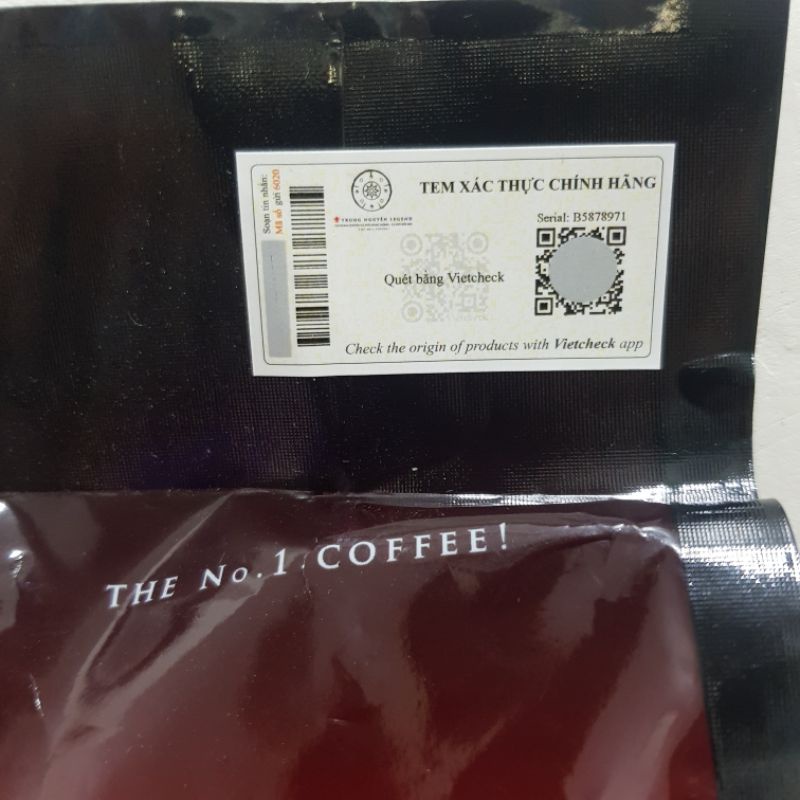 Soạn tin nhắn:
Mã số gửi 6020
TRUNG NGUYÊN LEGEND
TEM XÁC THỰC CHÍNH HÃNG
Serial: B5878971
Quét bằng Vietcheck
Check the origin of products with Vietcheck app
THE No.1 COFFEE!